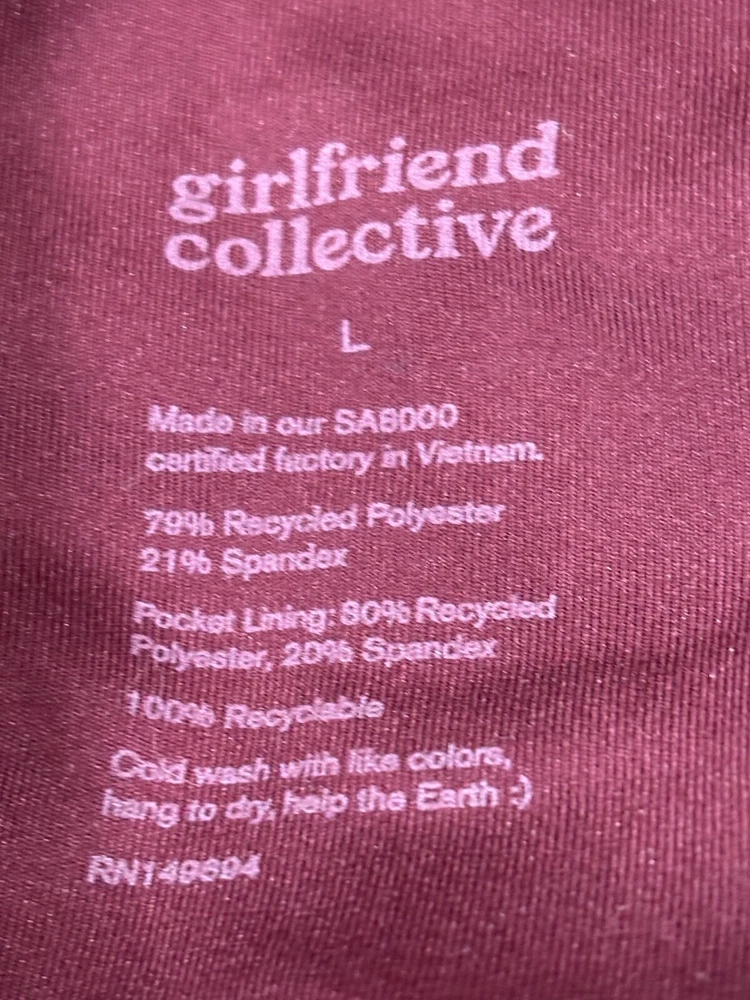 girlfriend
collective
L
Made in our SA8000
certified factory in Vietnam.
79% Recycled Polyester
21% Spandex
Pocket Lining: 80% Recycled
Polyester, 20% Spandex
100% Recyclable
Cold wash with like colors,
hang to dry, help the Earth :)
RN149694